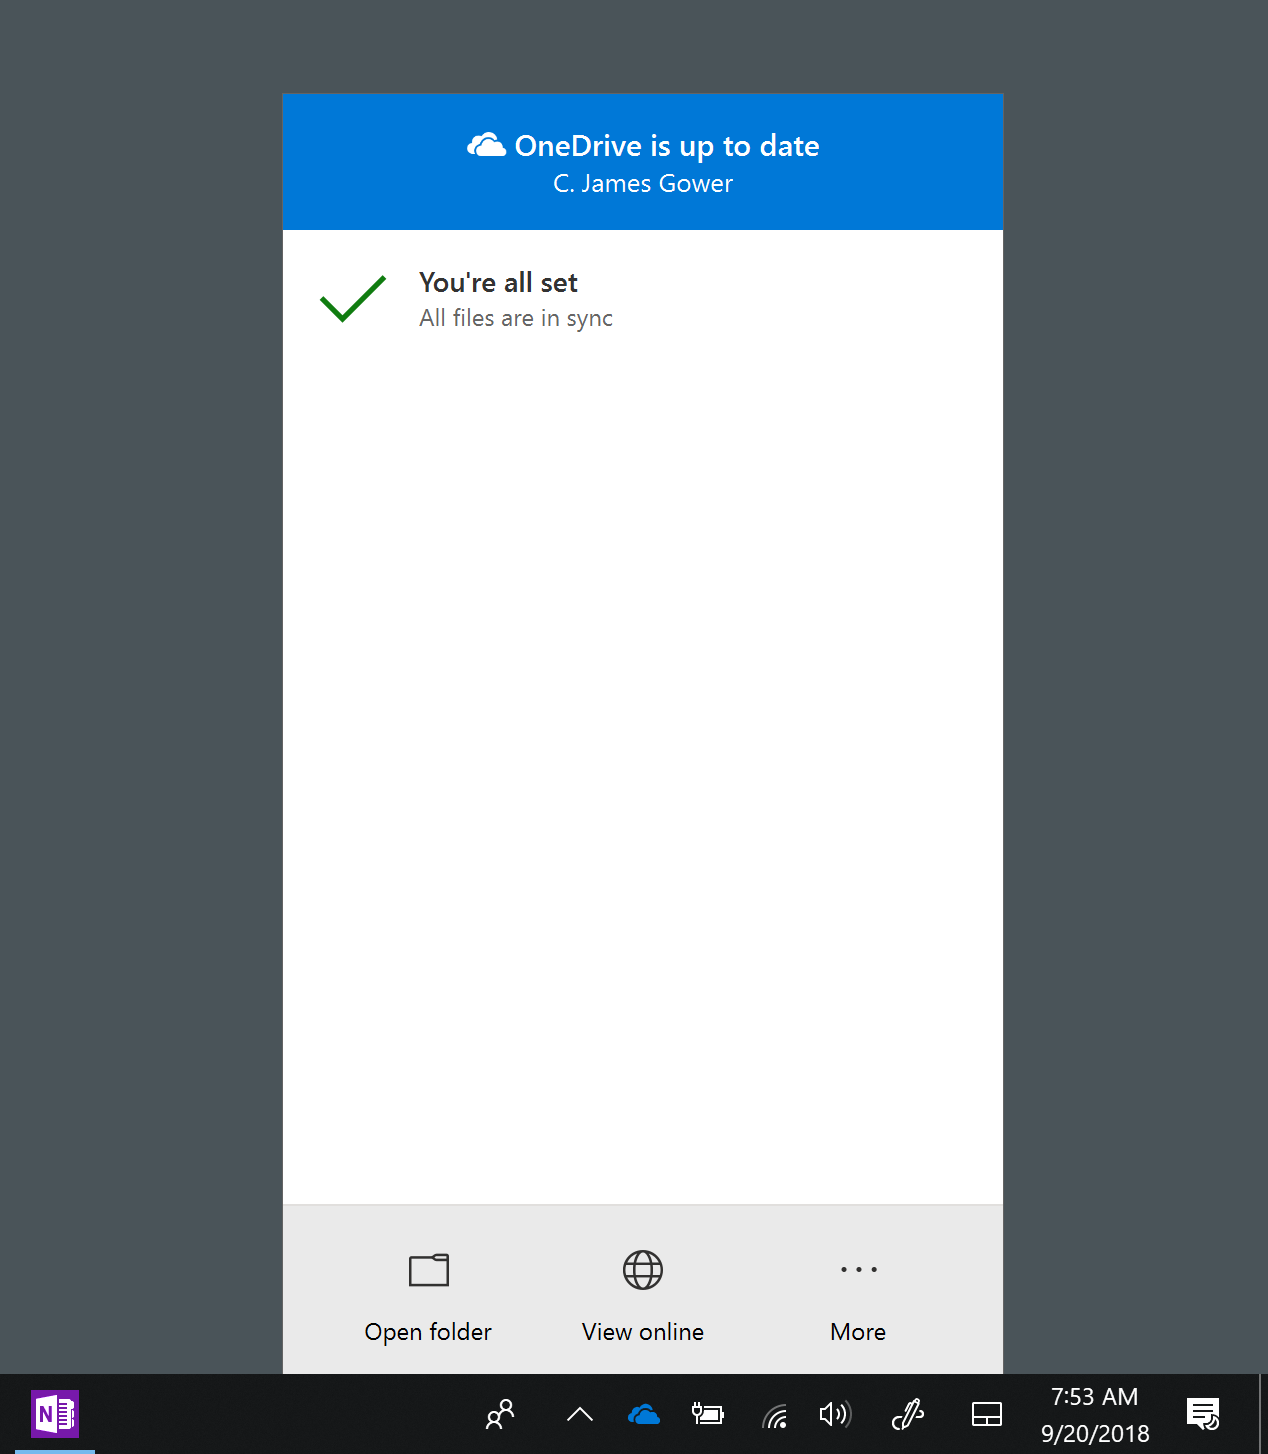 OneDrive is up to date
C. James Gower
You're all set
All files are in sync
Open folder
View online
More
N
7:53 AM
9/20/2018